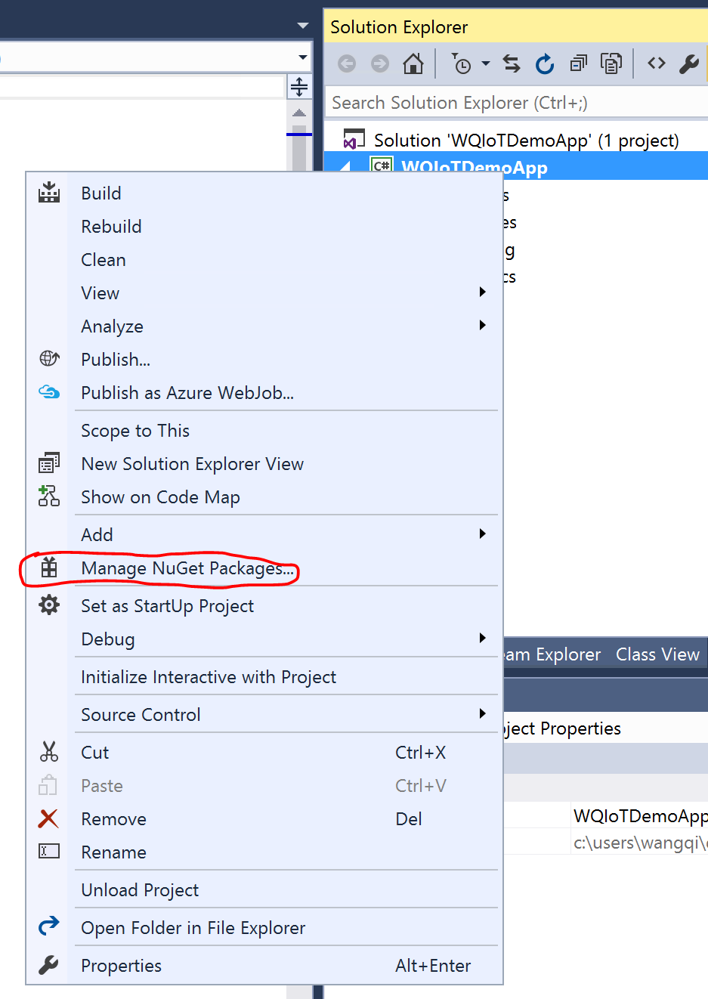 Solution Explorer
Search Solution Explorer (Ctrl+;)
Solution 'WQIoTDemoApp' (1 project)
C# WQIoTDemoApp
s
es
g
cs
Build
Rebuild
Clean
View
Analyze
Publish...
Publish as Azure WebJob...
Scope to This
New Solution Explorer View
Show on Code Map
Add
Manage NuGet Packages...
Set as StartUp Project
Debug
Initialize Interactive with Project
Source Control
Cut Ctrl+X
Paste Ctrl+V
Remove Del
Rename
Unload Project
Open Folder in File Explorer
Properties Alt+Enter
eam Explorer Class View
ject Properties
WQIoTDemoApp
c:\users\wangqi\